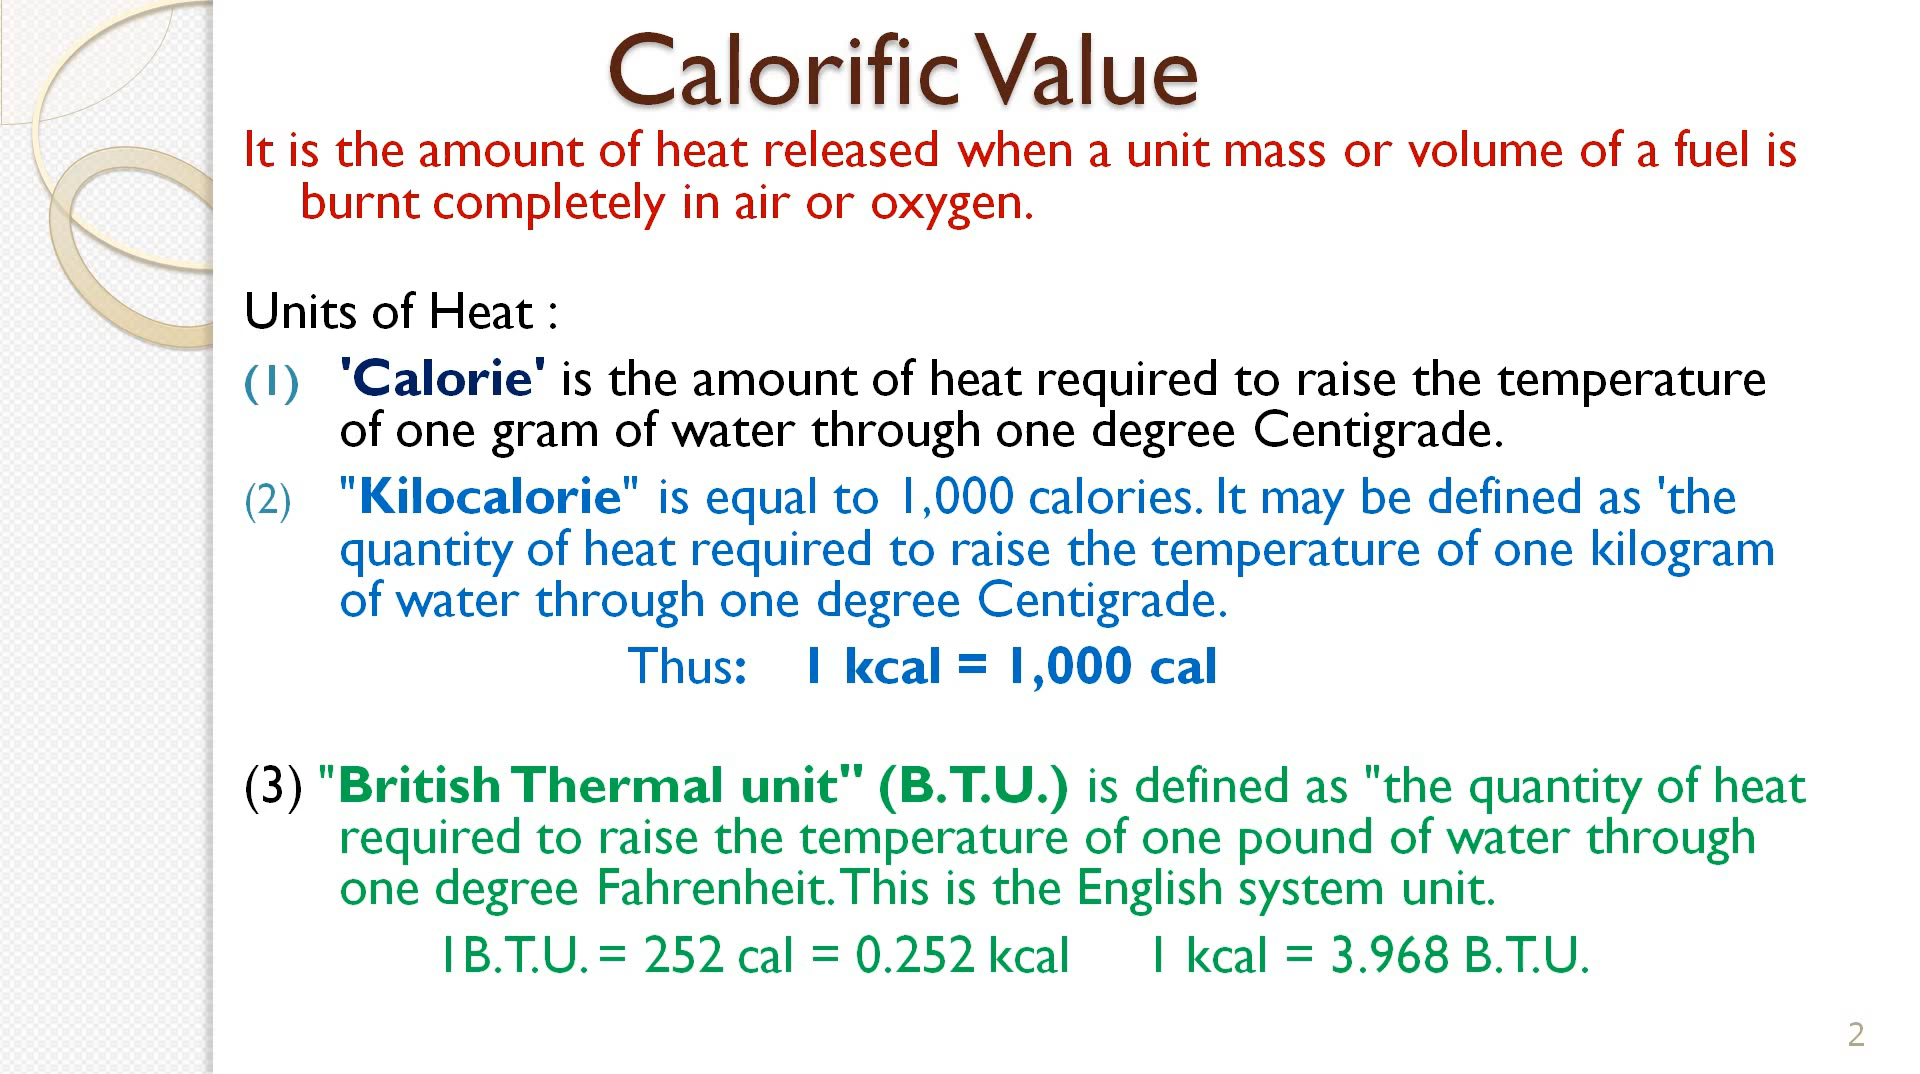 Calorific Value
It is the amount of heat released when a unit mass or volume of a fuel is
burnt completely in air or oxygen.
Units of Heat :
(1) 'Calorie' is the amount of heat required to raise the temperature
of one gram of water through one degree Centigrade.
(2) "Kilocalorie" is equal to 1,000 calories. It may be defined as 'the
quantity of heat required to raise the temperature of one kilogram
of water through one degree Centigrade.
Thus: 1 kcal = 1,000 cal
(3) "British Thermal unit" (B.T.U.) is defined as "the quantity of heat
required to raise the temperature of one pound of water through
one degree Fahrenheit. This is the English system unit.
1B.T.U. = 252 cal = 0.252 kcal 1 kcal = 3.968 B.T.U.
2